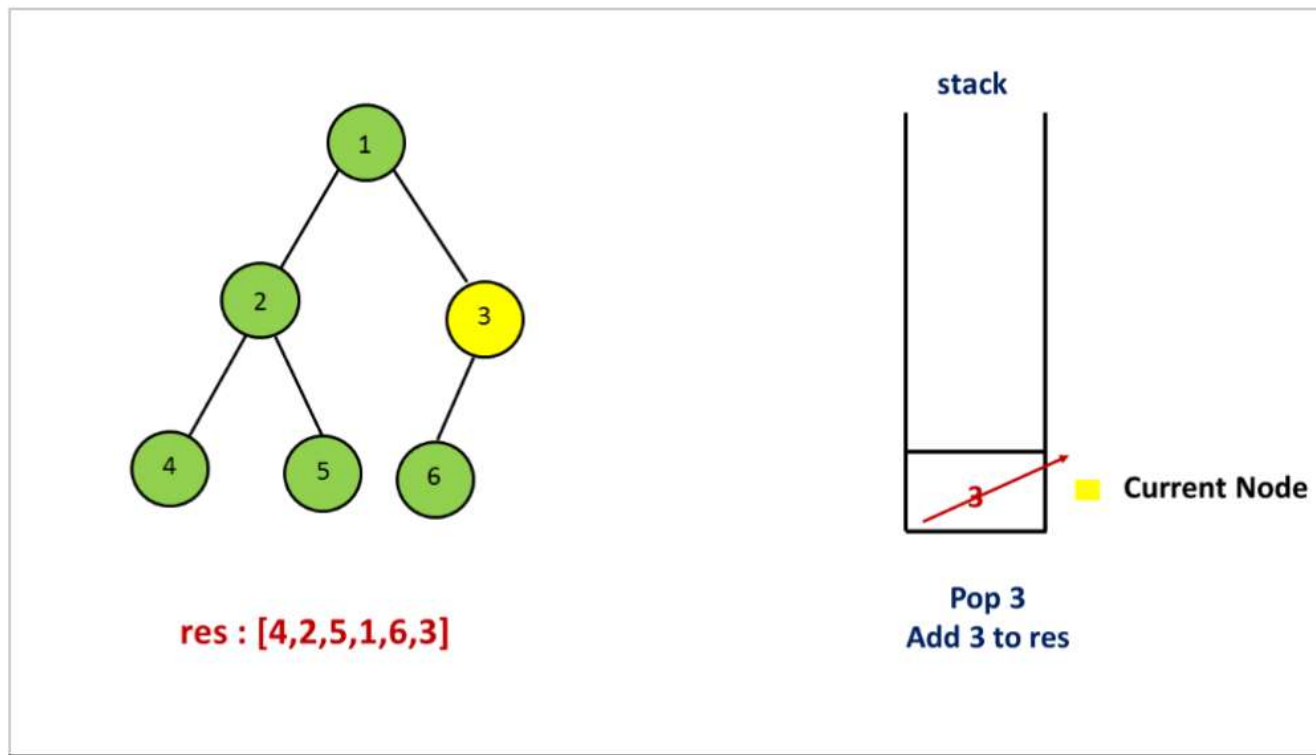 stack
1
2
3
4
5
6
3
Current Node
Pop 3
Add 3 to res
res : [4,2,5,1,6,3]